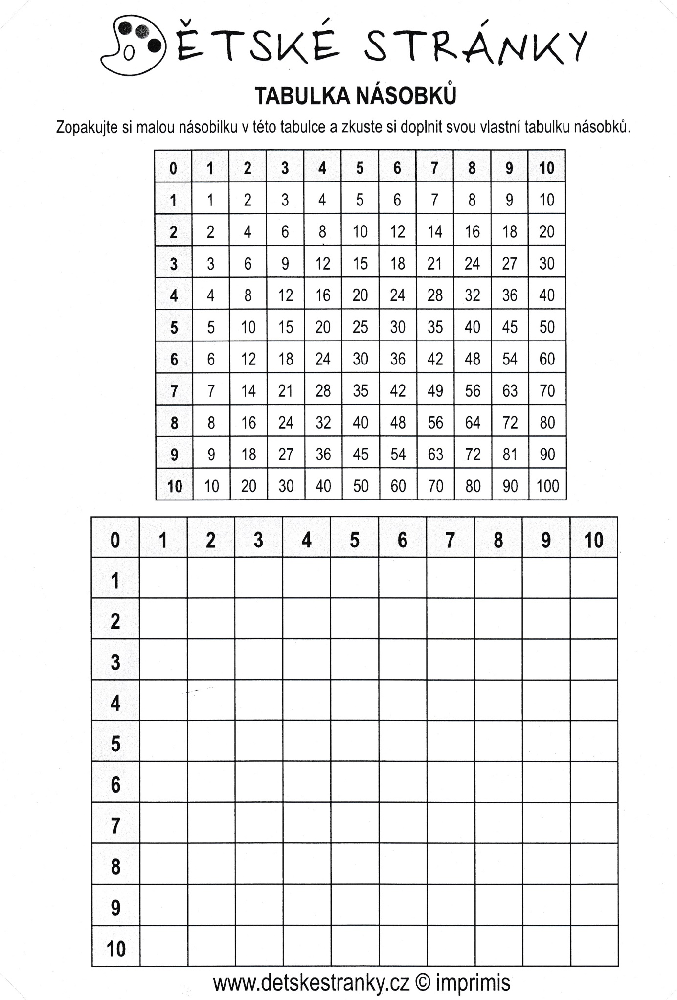 DĚTSKÉ STRÁNKY
TABULKA NÁSOBKŮ
Zopakujte si malou násobilku v této tabulce a zkuste si doplnit svou vlastní tabulku násobků.
0 1 2 3 4 5 6 7 8 9 10
1 1 2 3 4 5 6 7 8 9 10
2 2 4 6 8 10 12 14 16 18 20
3 3 6 9 12 15 18 21 24 27 30
4 4 8 12 16 20 24 28 32 36 40
5 5 10 15 20 25 30 35 40 45 50
6 6 12 18 24 30 36 42 48 54 60
7 7 14 21 28 35 42 49 56 63 70
8 8 16 24 32 40 48 56 64 72 80
9 9 18 27 36 45 54 63 72 81 90
10 10 20 30 40 50 60 70 80 90 100
0 1 2 3 4 5 6 7 8 9 10
1
2
3
4
5
6
7
8
9
10
www.detskestranky.cz © imprimis